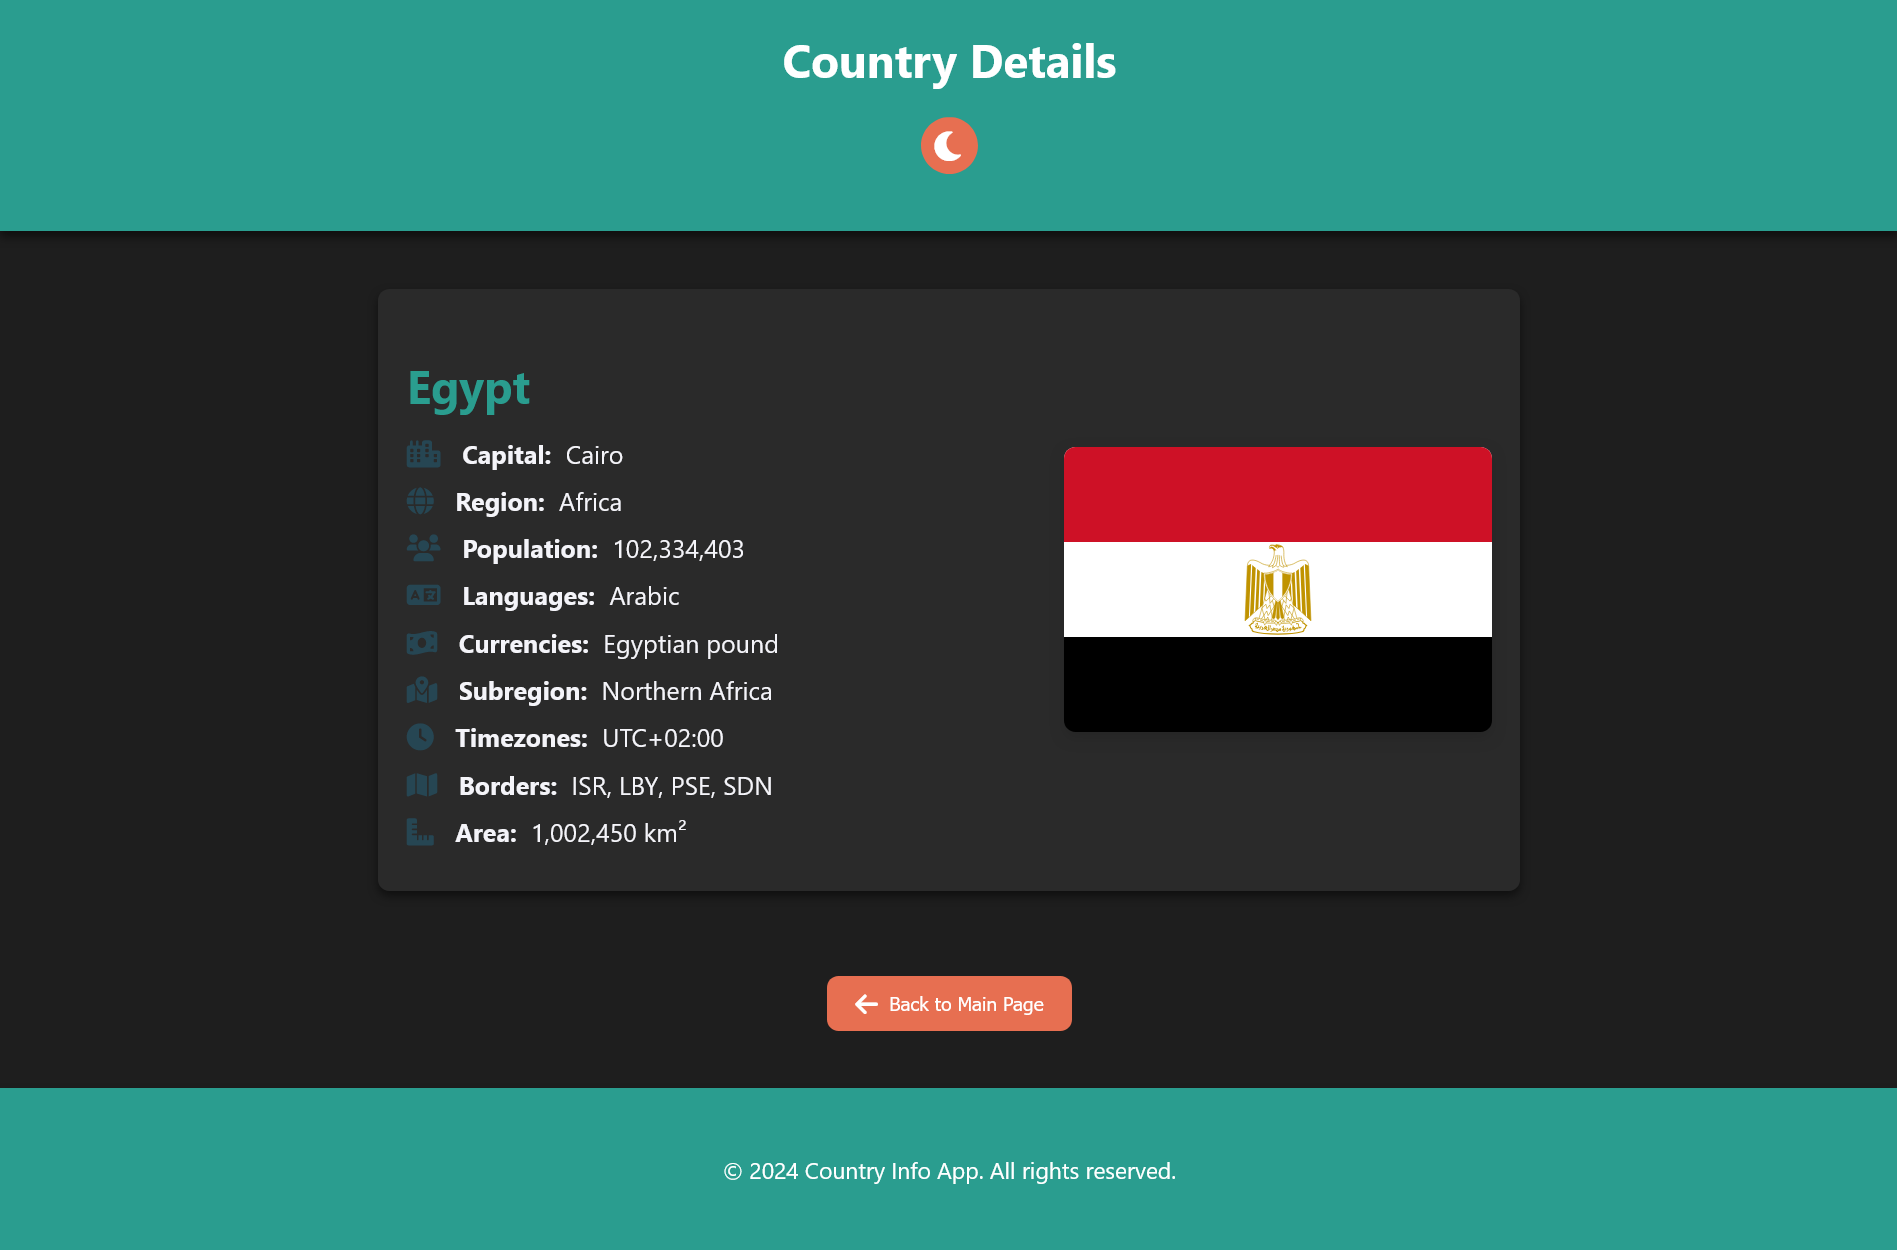 Country Details
Egypt
Capital: Cairo
Region: Africa
Population: 102,334,403
Languages: Arabic
Currencies: Egyptian pound
Subregion: Northern Africa
Timezones: UTC+02:00
Borders: ISR, LBY, PSE, SDN
Area: 1,002,450 km²
Back to Main Page
© 2024 Country Info App. All rights reserved.